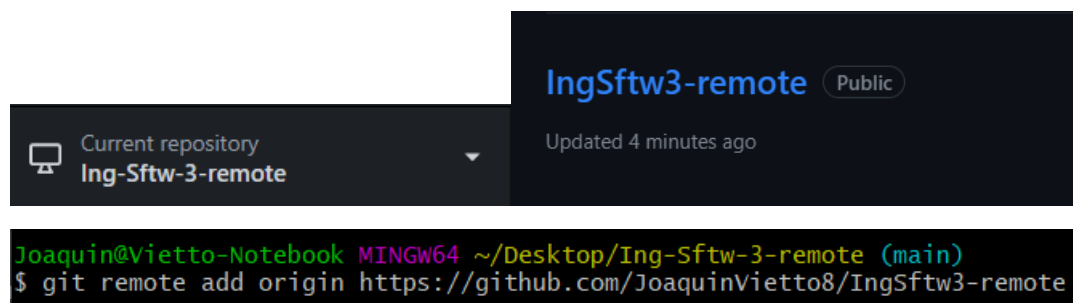 IngSftw3-remote Public
Updated 4 minutes ago
Current repository
Ing-Sftw-3-remote
Joaquin@Vietto-Notebook MINGW64 ~/Desktop/Ing-Sftw-3-remote (main)
$ git remote add origin https://github.com/JoaquinVietto8/IngSftw3-remote